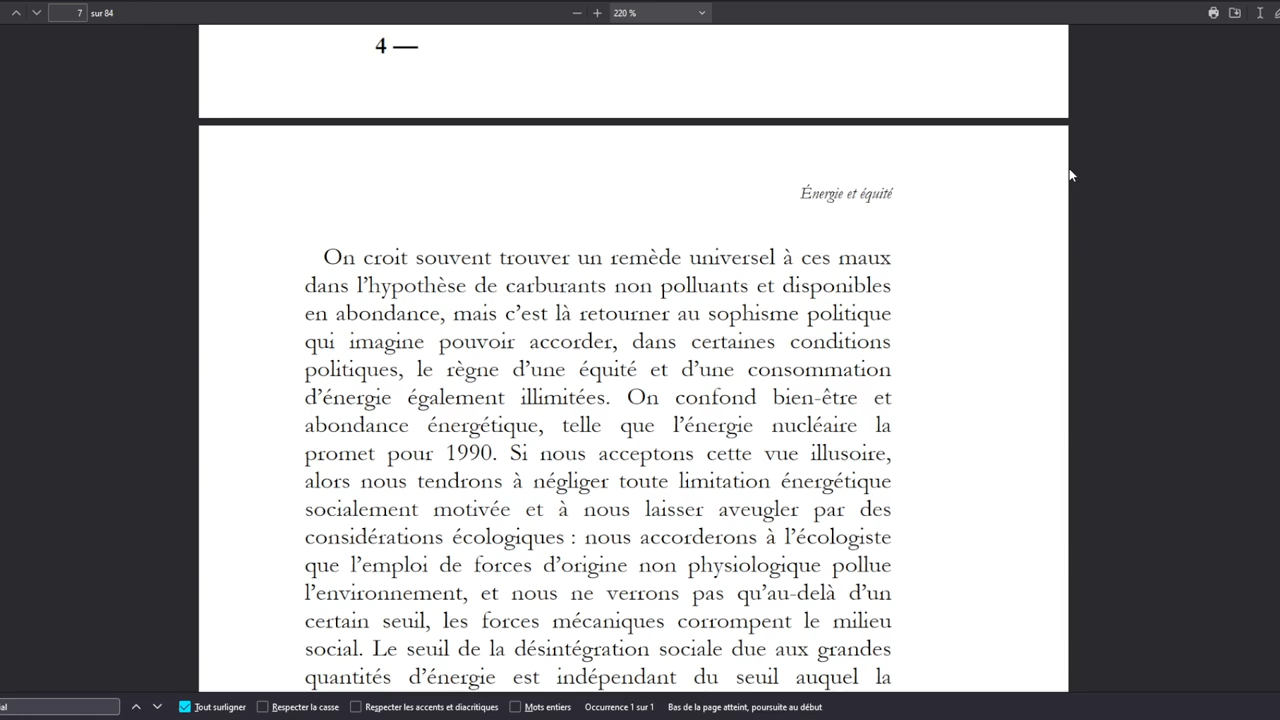 7 sur 84
220 %
4 —
Énergie et équité
On croit souvent trouver un remède universel à ces maux
dans l’hypothèse de carburants non polluants et disponibles
en abondance, mais c’est là retourner au sophisme politique
qui imagine pouvoir accorder, dans certaines conditions
politiques, le règne d’une équité et d’une consommation
d’énergie également illimitées. On confond bien-être et
abondance énergétique, telle que l’énergie nucléaire la
promet pour 1990. Si nous acceptons cette vue illusoire,
alors nous tendrons à négliger toute limitation énergétique
socialement motivée et à nous laisser aveugler par des
considérations écologiques : nous accorderons à l’écologiste
que l’emploi de forces d’origine non physiologique pollue
l’environnement, et nous ne verrons pas qu’au-delà d’un
certain seuil, les forces mécaniques corrompent le milieu
social. Le seuil de la désintégration sociale due aux grandes
quantités d’énergie est indépendant du seuil auquel la
ial Tout surligner Respecter la casse Respecter les accents et diacritiques Mots entiers Occurrence 1 sur 1 Bas de la page atteint, poursuite au début